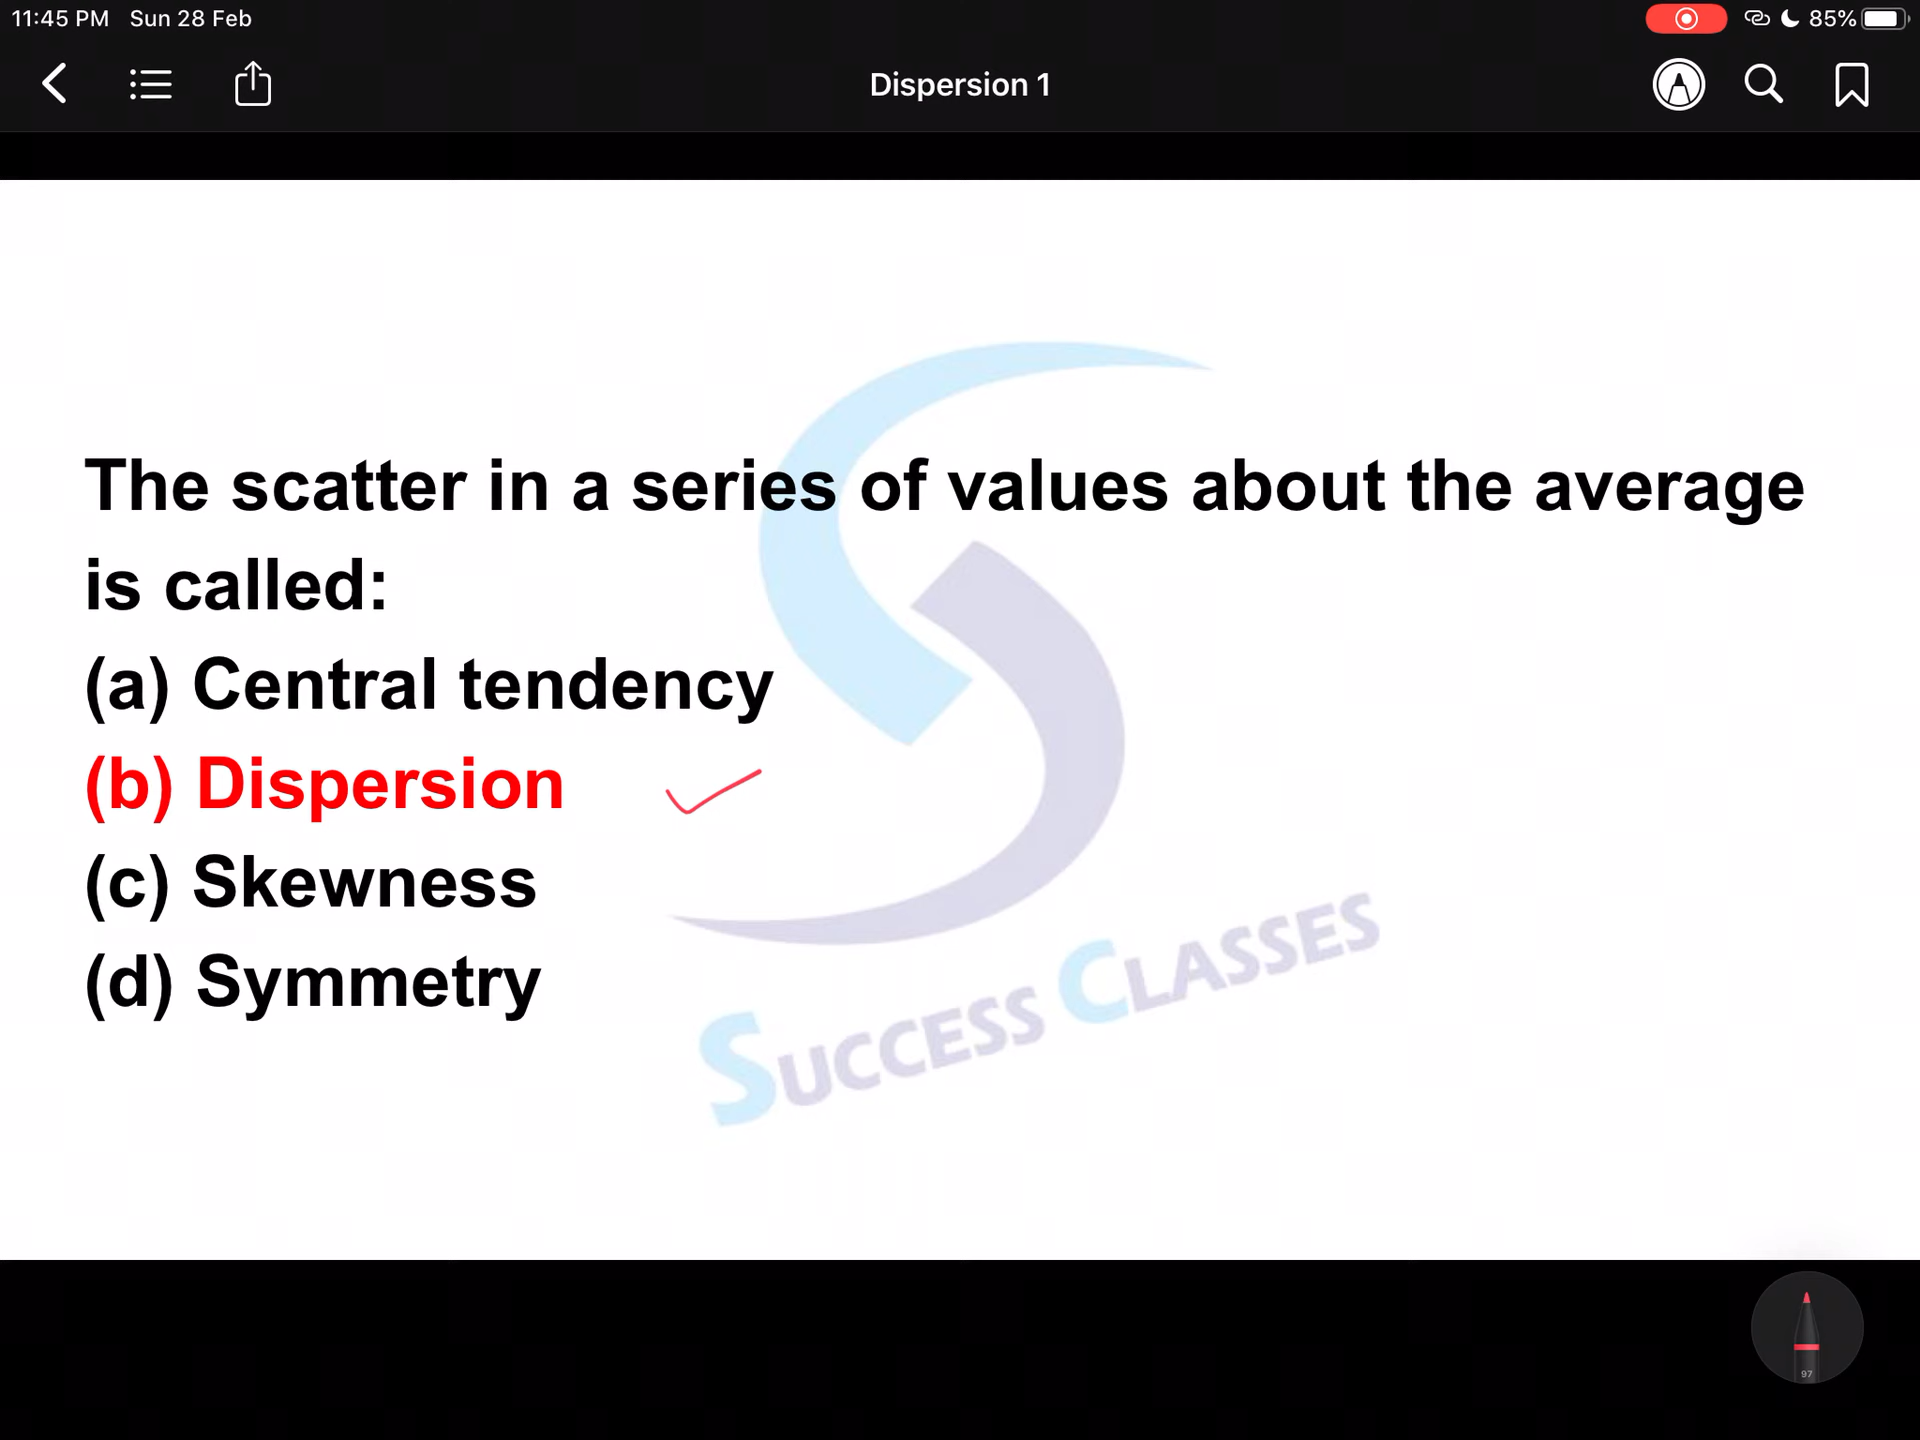 11:45 PM Sun 28 Feb 85%
Dispersion 1
The scatter in a series of values about the average
is called:
(a) Central tendency
(b) Dispersion
(c) Skewness
(d) Symmetry
SUCCESS CLASSES
97